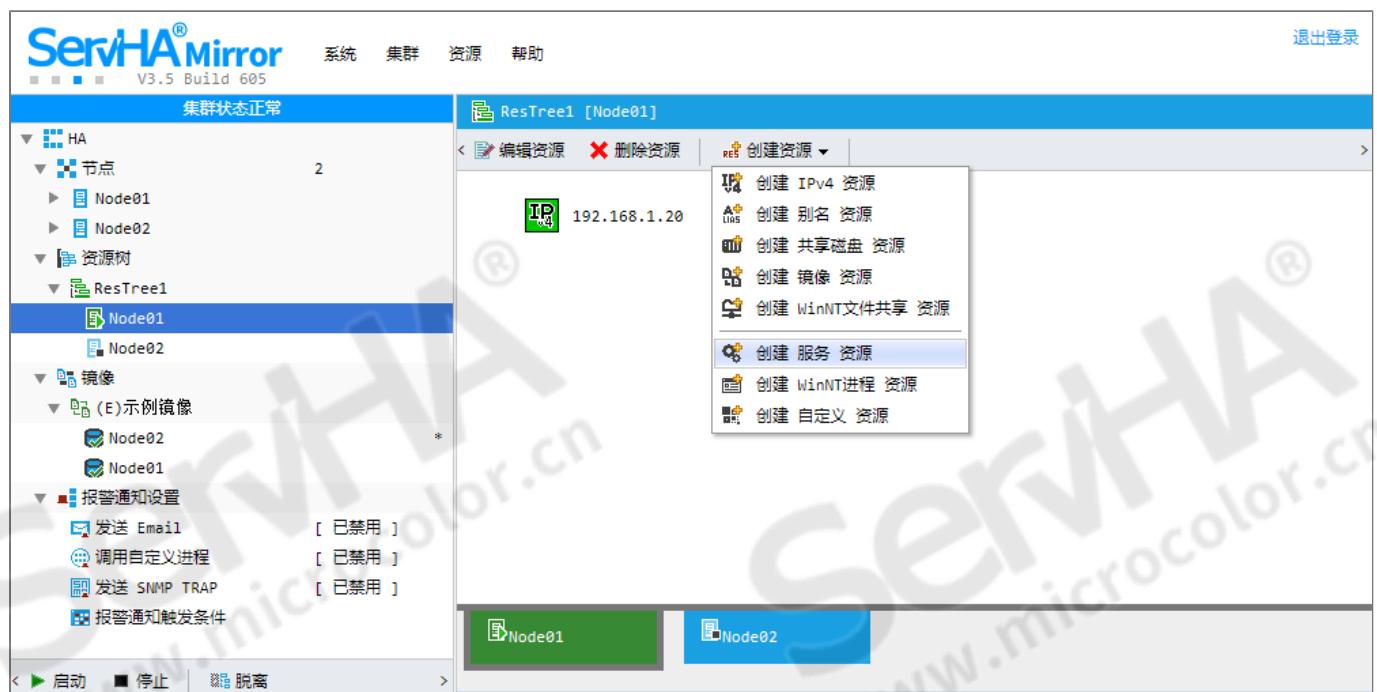 ServHA® Mirror
V3.5 Build 605
系统 集群 资源 帮助
退出登录
集群状态正常
HA
节点 2
Node01
Node02
资源树
ResTree1
Node01
Node02
镜像
(E)示例镜像
Node02 *
Node01
报警通知设置
发送 Email [ 已禁用 ]
调用自定义进程 [ 已禁用 ]
发送 SNMP TRAP [ 已禁用 ]
报警通知触发条件
< 启动 停止 脱离 >
ResTree1 [Node01]
< 编辑资源 删除资源 创建资源 >
IPv4 192.168.1.20
创建 IPv4 资源
创建 别名 资源
创建 共享磁盘 资源
创建 镜像 资源
创建 WinNT文件共享 资源
创建 服务 资源
创建 WinNT进程 资源
创建 自定义 资源
Node01
Node02
ServHA®
www.microcolor.cn
ServHA®
www.microcolor.cn